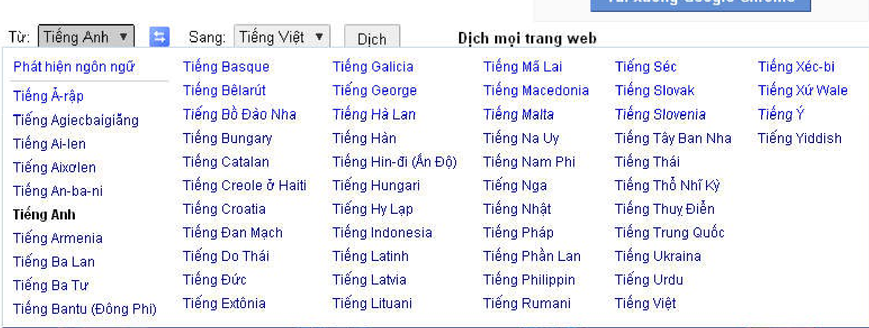 Từ: Tiếng Anh Sang: Tiếng Việt Dịch Dịch mọi trang web
Phát hiện ngôn ngữ
Tiếng Ả-rập
Tiếng Agiecbaigiăng
Tiếng Ai-len
Tiếng Aixơlen
Tiếng An-ba-ni
Tiếng Anh
Tiếng Armenia
Tiếng Ba Lan
Tiếng Ba Tư
Tiếng Bantu (Đông Phi)
Tiếng Basque
Tiếng Bêlarút
Tiếng Bồ Đào Nha
Tiếng Bungary
Tiếng Catalan
Tiếng Creole ở Haiti
Tiếng Croatia
Tiếng Đan Mạch
Tiếng Do Thái
Tiếng Đức
Tiếng Extônia
Tiếng Galicia
Tiếng George
Tiếng Hà Lan
Tiếng Hàn
Tiếng Hin-đi (Ấn Độ)
Tiếng Hungari
Tiếng Hy Lạp
Tiếng Indonesia
Tiếng Latinh
Tiếng Latvia
Tiếng Lituani
Tiếng Mã Lai
Tiếng Macedonia
Tiếng Malta
Tiếng Na Uy
Tiếng Nam Phi
Tiếng Nga
Tiếng Nhật
Tiếng Pháp
Tiếng Phần Lan
Tiếng Philippin
Tiếng Rumani
Tiếng Séc
Tiếng Slovak
Tiếng Slovenia
Tiếng Tây Ban Nha
Tiếng Thái
Tiếng Thổ Nhĩ Kỳ
Tiếng Thuỵ Điển
Tiếng Trung Quốc
Tiếng Ukraina
Tiếng Urdu
Tiếng Việt
Tiếng Xéc-bi
Tiếng Xứ Wale
Tiếng Ý
Tiếng Yiddish